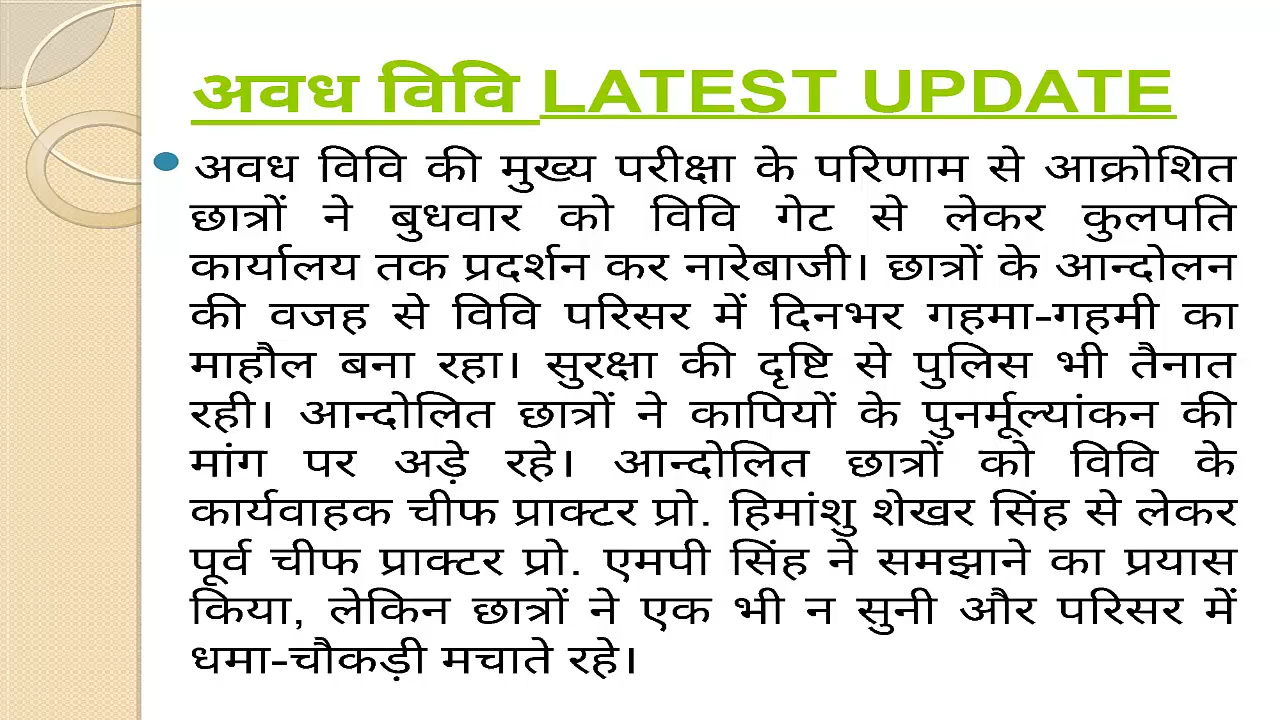 अवध विवि LATEST UPDATE
अवध विवि की मुख्य परीक्षा के परिणाम से आक्रोशित
छात्रों ने बुधवार को विवि गेट से लेकर कुलपति
कार्यालय तक प्रदर्शन कर नारेबाजी। छात्रों के आन्दोलन
की वजह से विवि परिसर में दिनभर गहमा-गहमी का
माहौल बना रहा। सुरक्षा की दृष्टि से पुलिस भी तैनात
रही। आन्दोलित छात्रों ने कापियों के पुनर्मूल्यांकन की
मांग पर अड़े रहे। आन्दोलित छात्रों को विवि के
कार्यवाहक चीफ प्राक्टर प्रो. हिमांशु शेखर सिंह से लेकर
पूर्व चीफ प्राक्टर प्रो. एमपी सिंह ने समझाने का प्रयास
किया, लेकिन छात्रों ने एक भी न सुनी और परिसर में
धमा-चौकड़ी मचाते रहे।